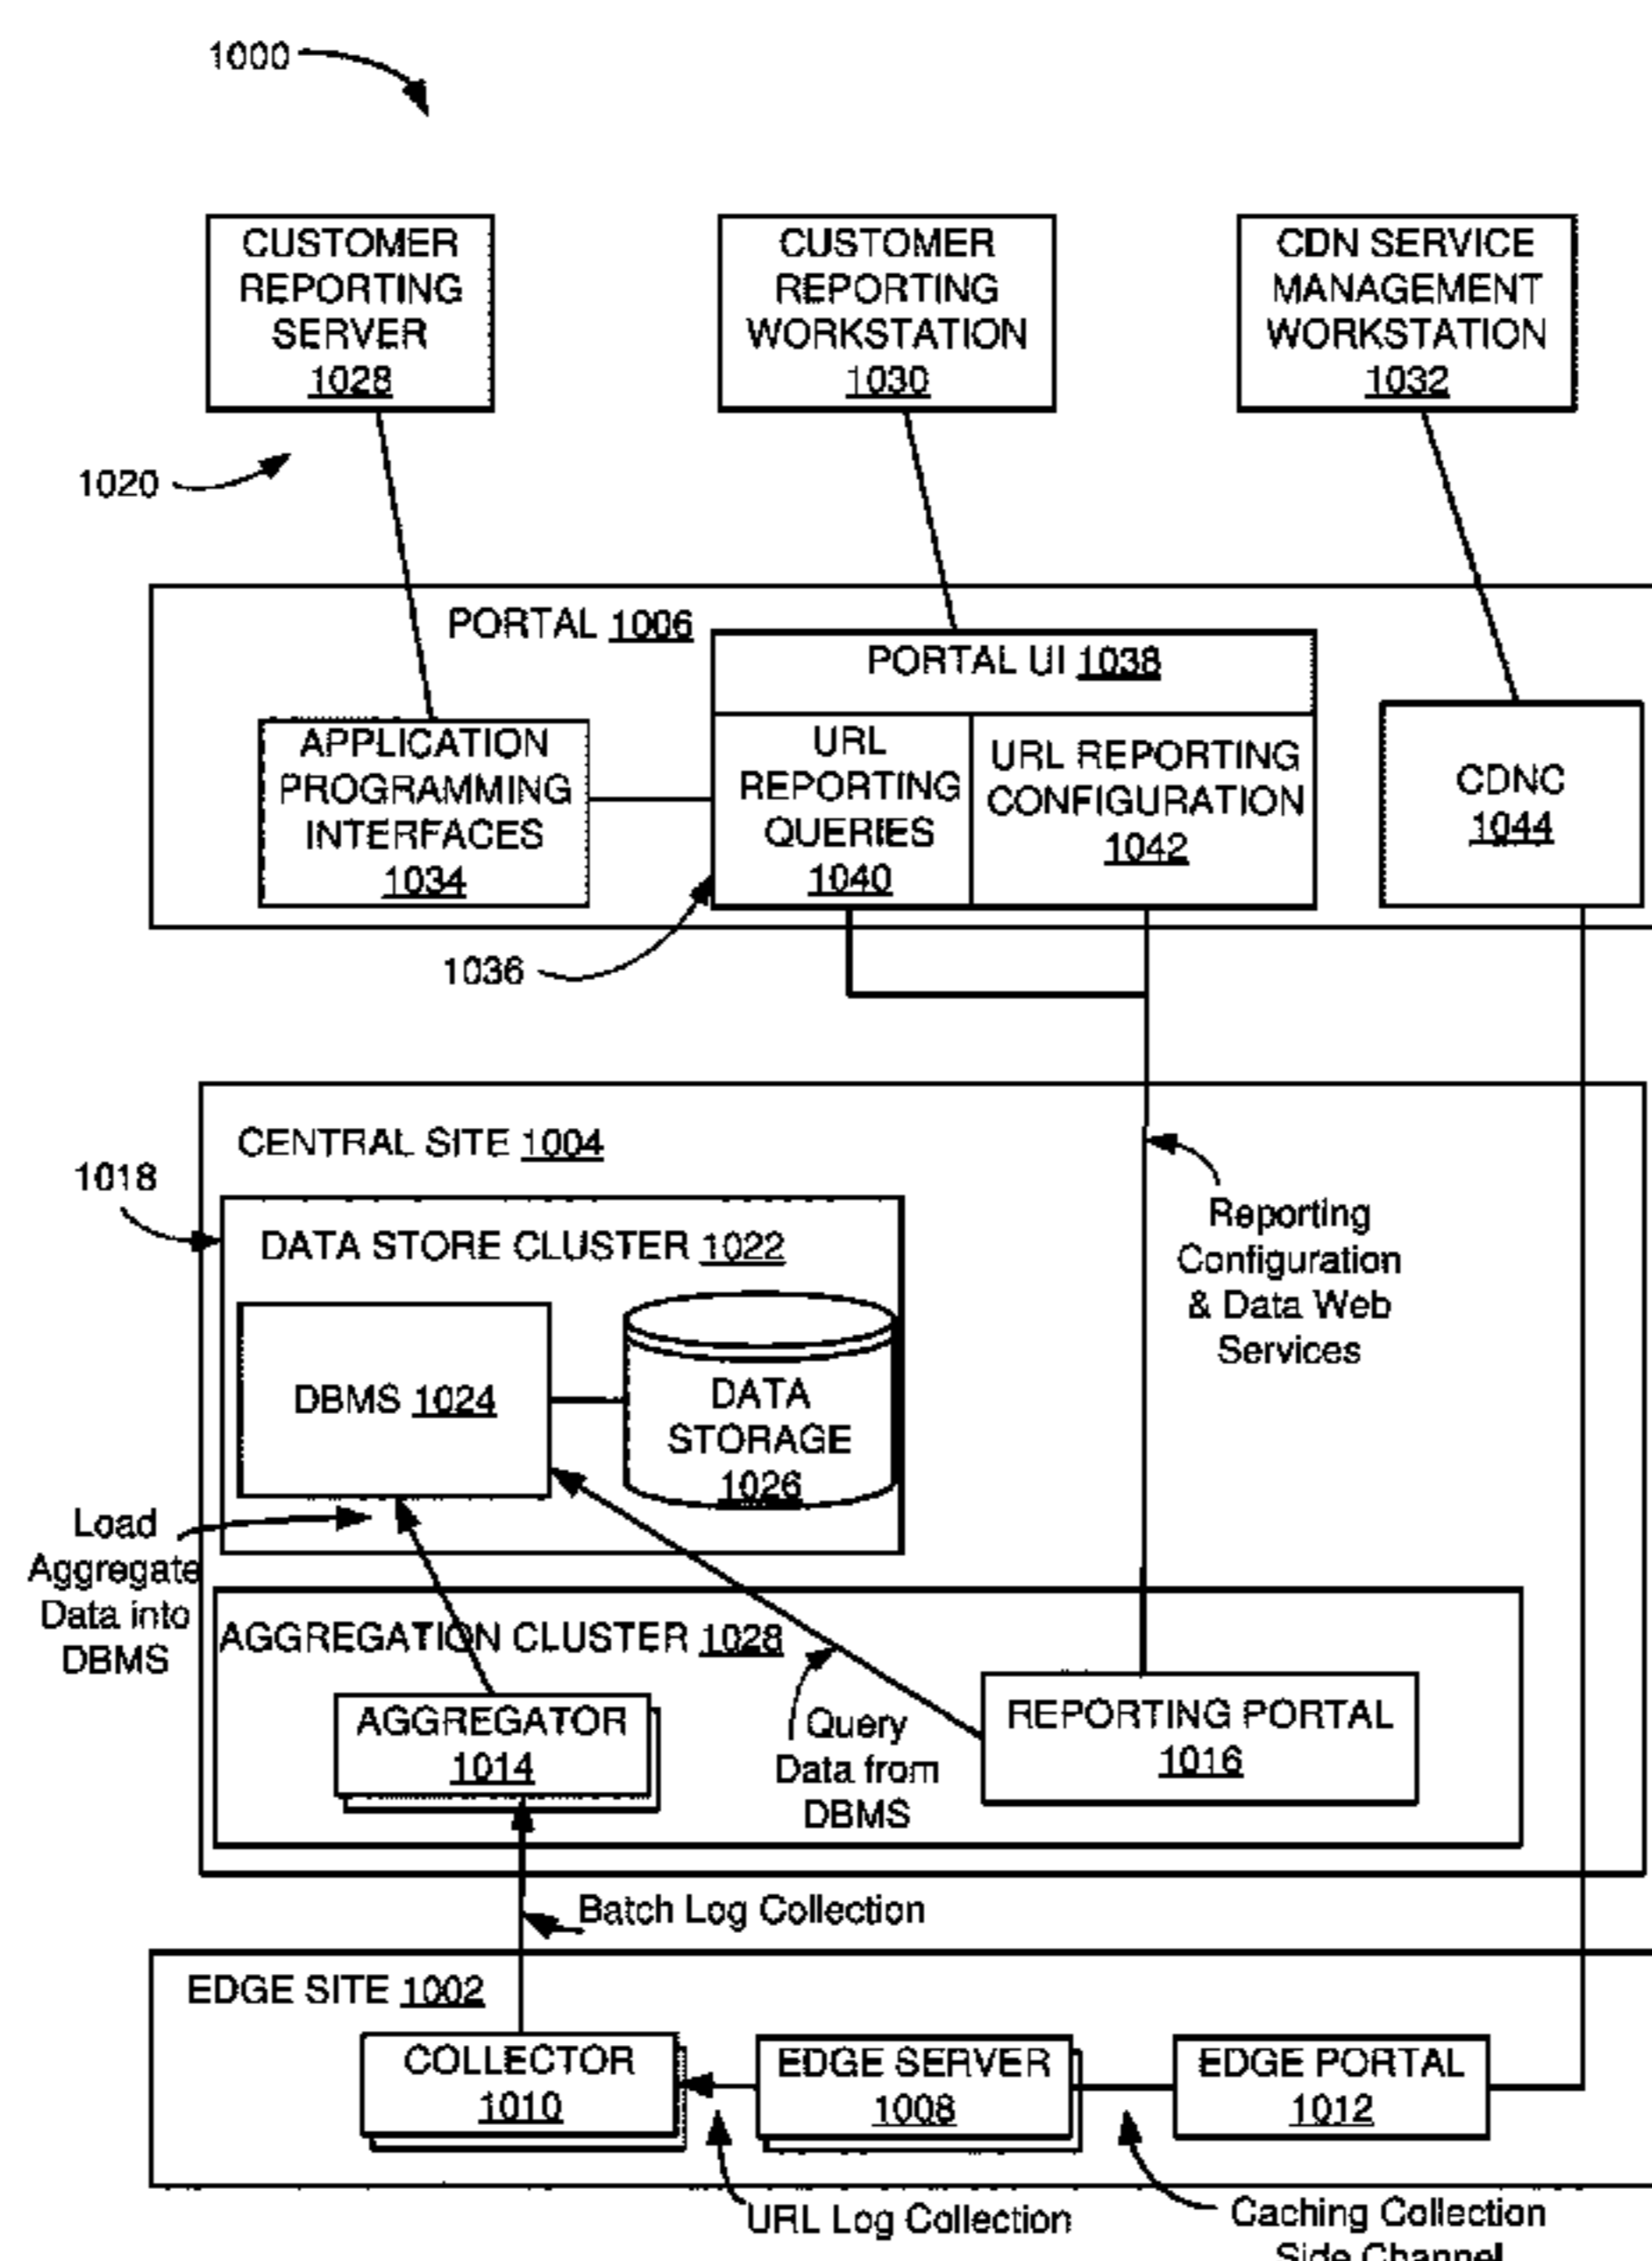 1000
CUSTOMER
REPORTING
SERVER
1028
CUSTOMER
REPORTING
WORKSTATION
1030
CDN SERVICE
MANAGEMENT
WORKSTATION
1032
1020
PORTAL 1006
PORTAL UI 1038
APPLICATION
PROGRAMMING
INTERFACES
1034
URL
REPORTING
QUERIES
1040
URL REPORTING
CONFIGURATION
1042
CDNC
1044
1036
CENTRAL SITE 1004
1018
DATA STORE CLUSTER 1022
DBMS 1024
DATA
STORAGE
1026
Reporting
Configuration
& Data Web
Services
Load
Aggregate
Data into
DBMS
AGGREGATION CLUSTER 1028
AGGREGATOR
1014
Query
Data from
DBMS
REPORTING PORTAL
1016
Batch Log Collection
EDGE SITE 1002
COLLECTOR
1010
EDGE SERVER
1008
EDGE PORTAL
1012
URL Log Collection
Caching Collection
Side Channel